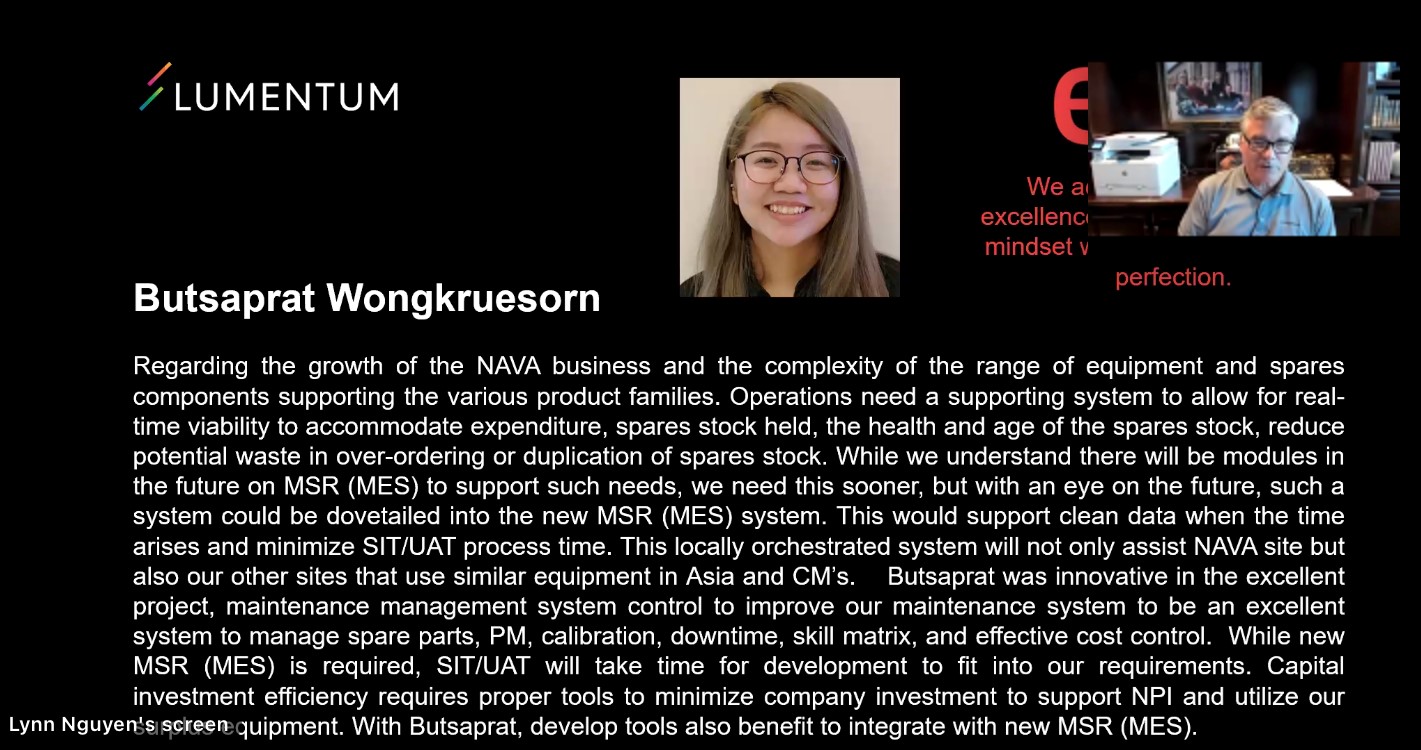 LUMENTUM
e
We
excellence
mindset
perfection.
Butsaprat Wongkruesorn
Regarding the growth of the NAVA business and the complexity of the range of equipment and spares
components supporting the various product families. Operations need a supporting system to allow for real-
time viability to accommodate expenditure, spares stock held, the health and age of the spares stock, reduce
potential waste in over-ordering or duplication of spares stock. While we understand there will be modules in
the future on MSR (MES) to support such needs, we need this sooner, but with an eye on the future, such a
system could be dovetailed into the new MSR (MES) system. This would support clean data when the time
arises and minimize SIT/UAT process time. This locally orchestrated system will not only assist NAVA site but
also our other sites that use similar equipment in Asia and CM’s. Butsaprat was innovative in the excellent
project, maintenance management system control to improve our maintenance system to be an excellent
system to manage spare parts, PM, calibration, downtime, skill matrix, and effective cost control. While new
MSR (MES) is required, SIT/UAT will take time for development to fit into our requirements. Capital
investment efficiency requires proper tools to minimize company investment to support NPI and utilize our
surplus equipment. With Butsaprat, develop tools also benefit to integrate with new MSR (MES).
Lynn Nguyen's screen